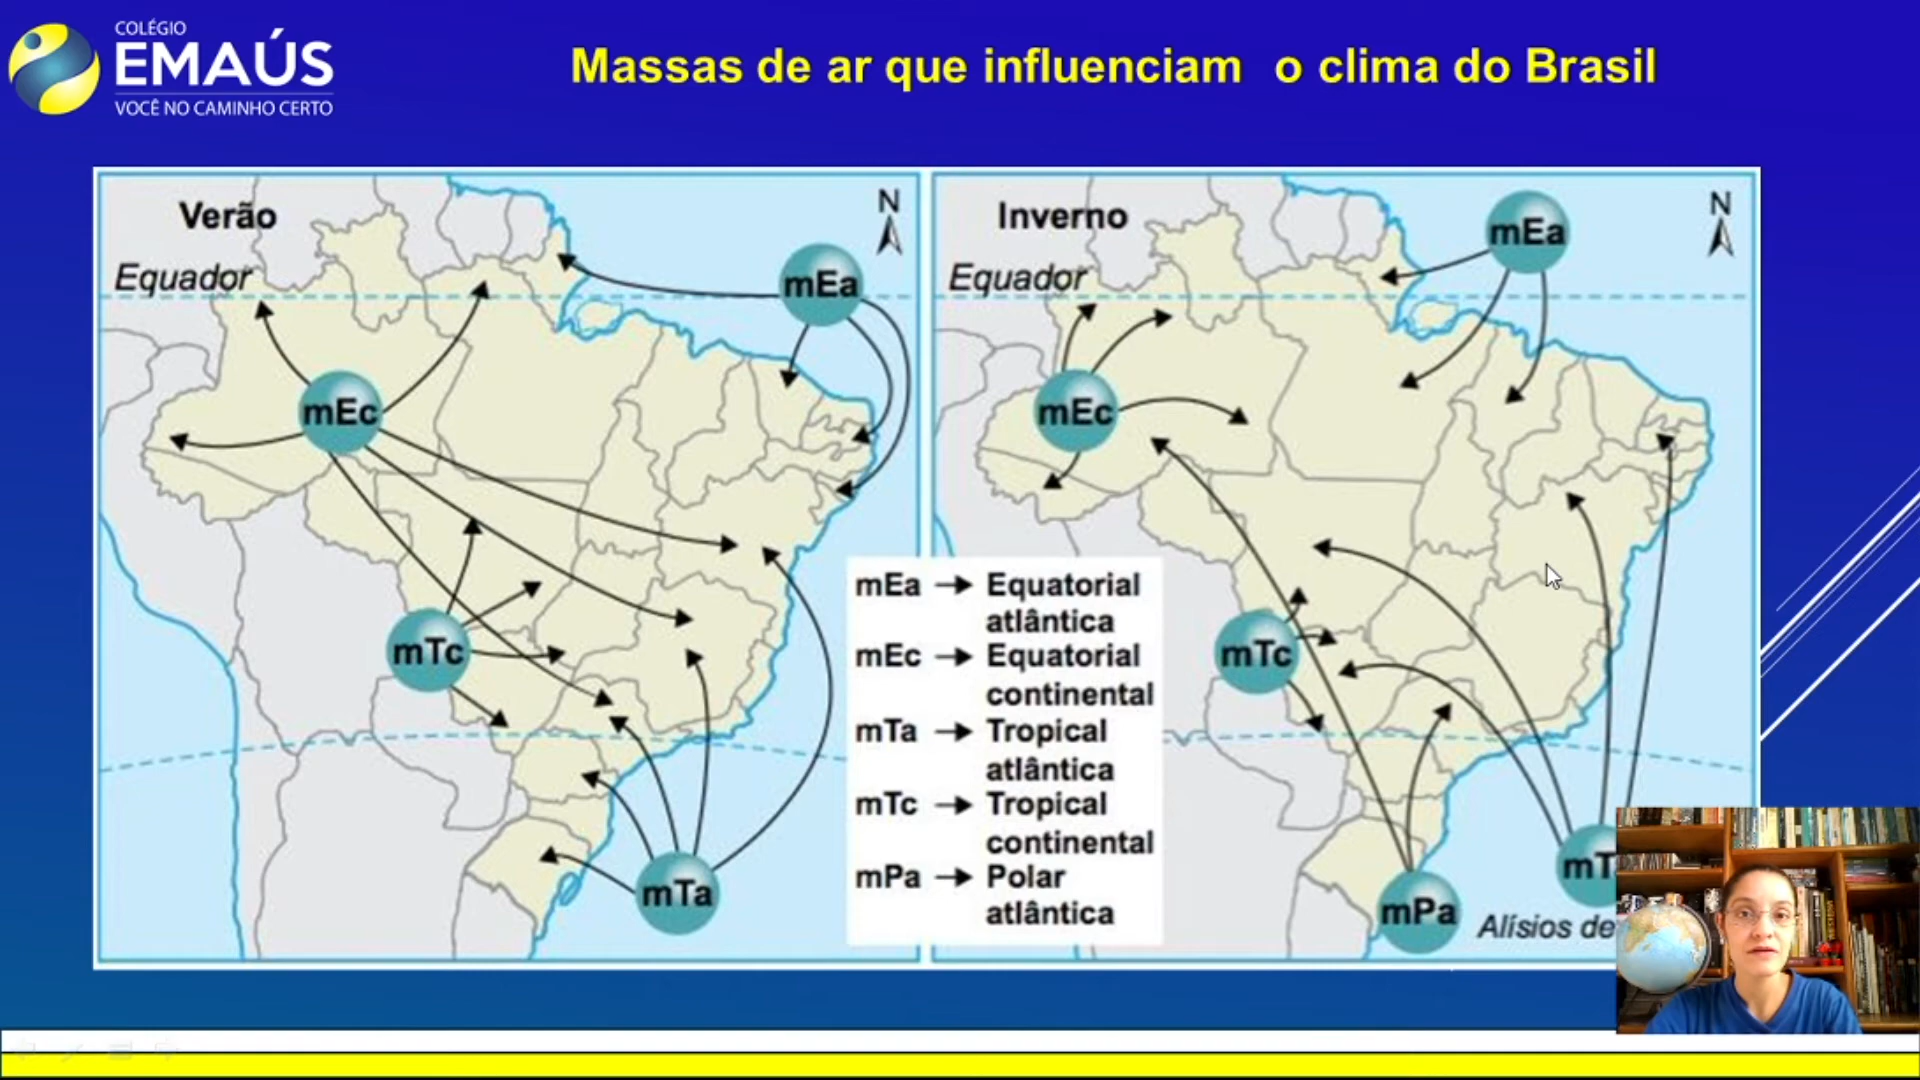 COLÉGIO
EMAÚS
VOCÊ NO CAMINHO CERTO
Massas de ar que influenciam o clima do Brasil
Verão
N
Equador
mEa
mEc
mTc
mTa
Inverno
N
mEa
Equador
mEc
mTc
mPa
mT
Alísios de
mEa → Equatorial
atlântica
mEc → Equatorial
continental
mTa → Tropical
atlântica
mTc → Tropical
continental
mPa → Polar
atlântica